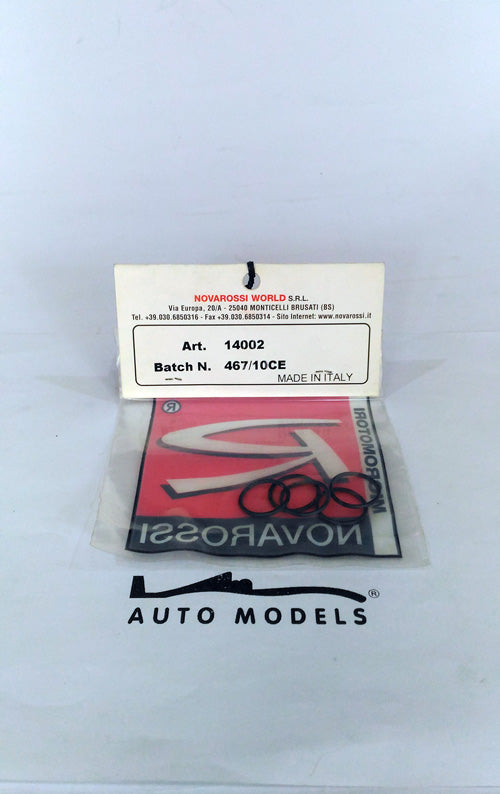 NOVAROSSI WORLD S.R.L.
Via Europa, 20/A - 25040 MONTICELLI BRUSATI (BS)
Tel. +39.030.6850316 - Fax +39.030.6850314 - Sito Internet: www.novarossi.it
Art. 14002
Batch N. 467/10CE
MADE IN ITALY
®
MICROMOTORI
NOVAROSSI
®
AUTO MODELS